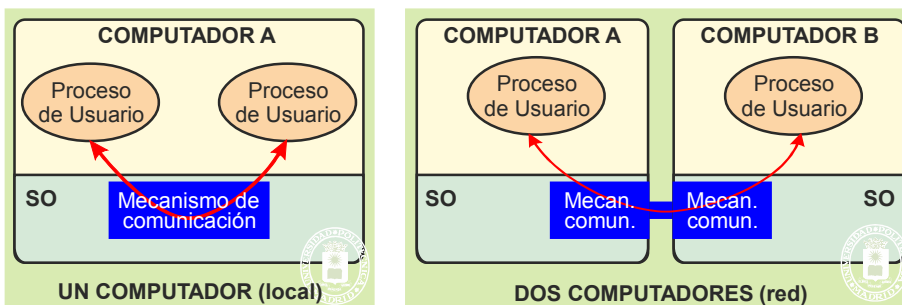 COMPUTADOR A
Proceso
de Usuario
Proceso
de Usuario
SO
Mecanismo de
comunicación
UN COMPUTADOR (local)
COMPUTADOR A
COMPUTADOR B
Proceso
de Usuario
Proceso
de Usuario
SO
Mecan.
comun.
Mecan.
comun.
SO
DOS COMPUTADORES (red)